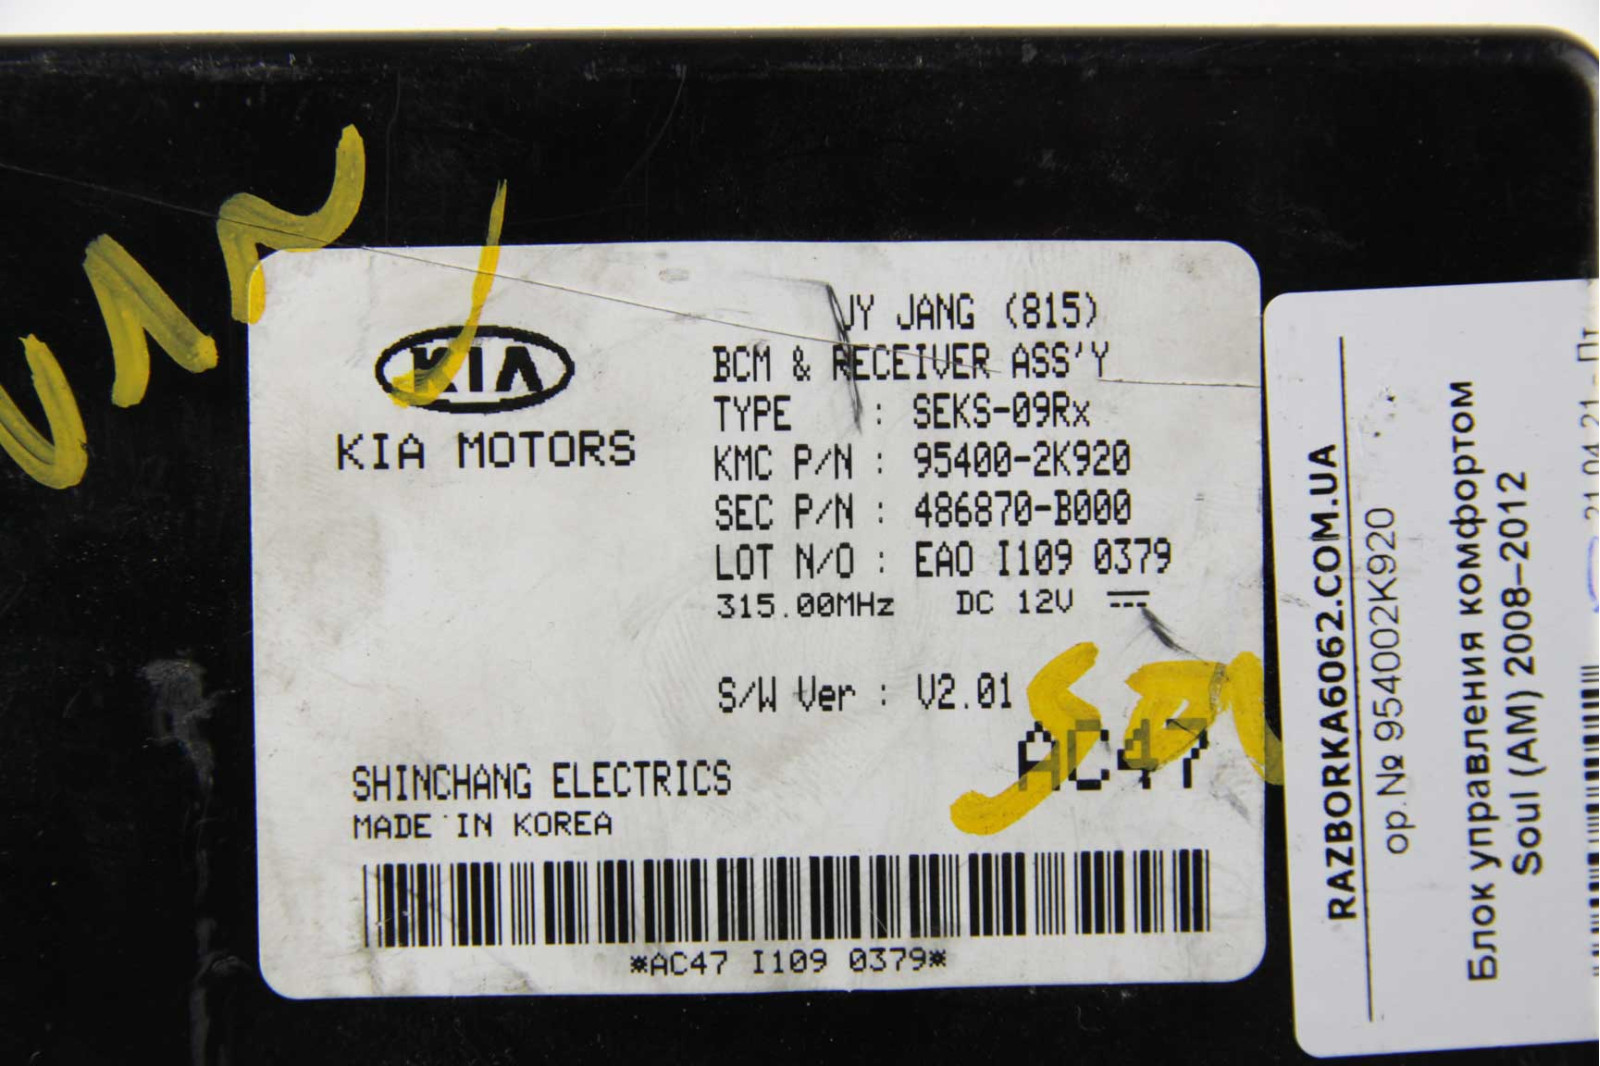 KIA
KIA MOTORS
JY JANG (815)
BCM & RECEIVER ASS'Y
TYPE : SEKS-09Rx
KMC P/N : 95400-2K920
SEC P/N : 486870-B000
LOT N/O : EAO I109 0379
315.00MHz DC 12V
S/W Ver : V2.01
AC47
SHINCHANG ELECTRICS
MADE IN KOREA
*AC47 I109 0379*
RAZBORKA6062.COM.UA
ор.№ 954002K920
Блок управления комфортом
Soul (AM) 2008–2012